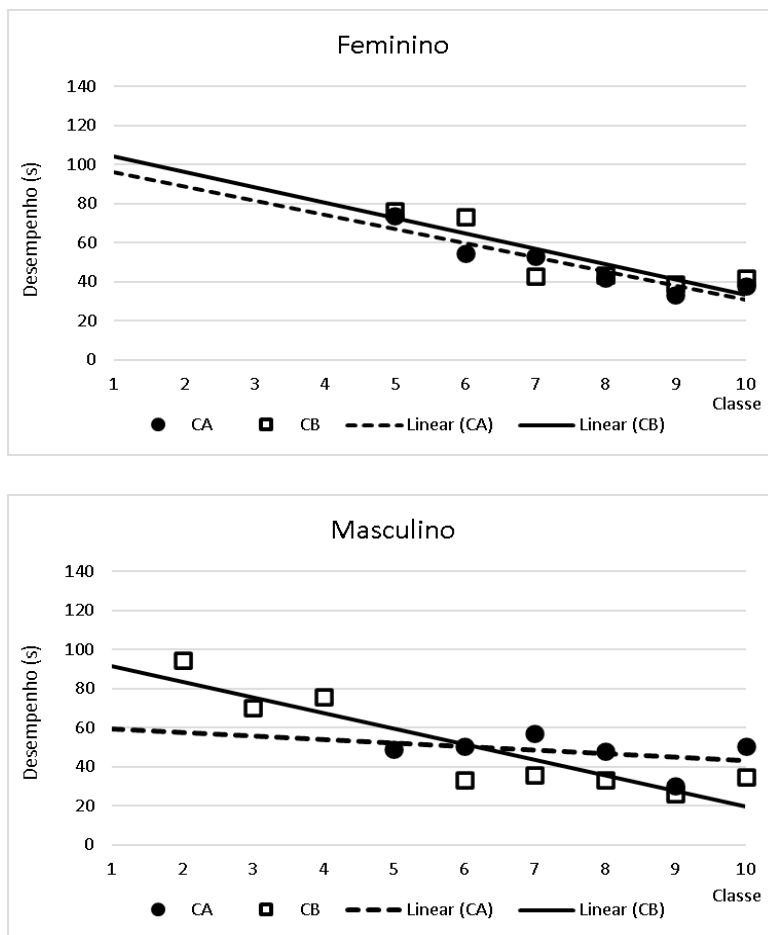 Feminino
Desempenho (s)
140
120
100
80
60
40
20
0
1 2 3 4 5 6 7 8 9 10
Classe
CA CB Linear (CA) Linear (CB)
Masculino
Desempenho (s)
140
120
100
80
60
40
20
0
1 2 3 4 5 6 7 8 9 10
Classe
CA CB Linear (CA) Linear (CB)